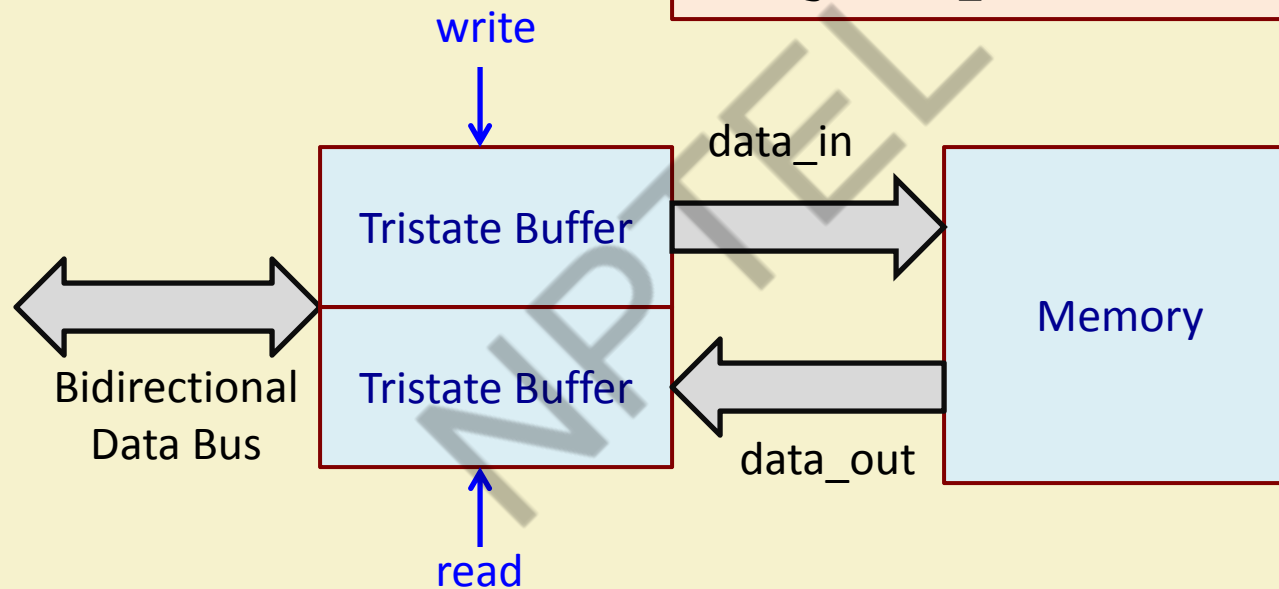 write
data_in
Tristate Buffer
Memory
Bidirectional
Data Bus
Tristate Buffer
data_out
read
NPTEL